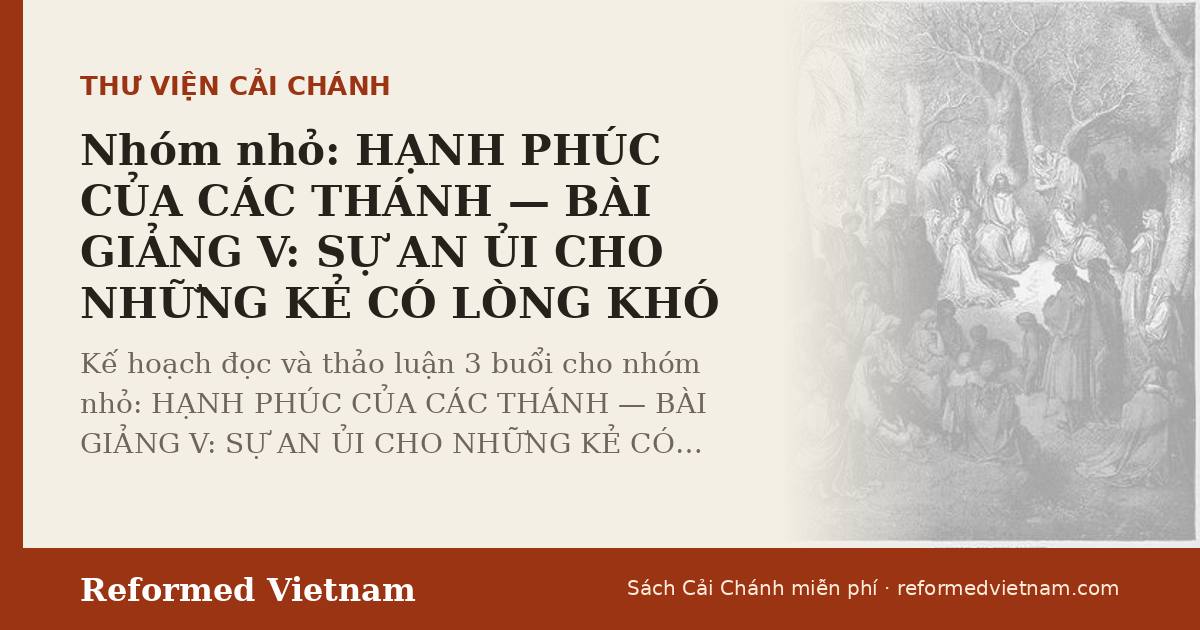 THƯ VIỆN CẢI CHÁNH
Nhóm nhỏ: HẠNH PHÚC
CỦA CÁC THÁNH — BÀI
GIẢNG V: SỰ AN ỦI CHO
NHỮNG KẺ CÓ LÒNG KHÓ
Kế hoạch đọc và thảo luận 3 buổi cho nhóm
nhỏ: HẠNH PHÚC CỦA CÁC THÁNH — BÀI
GIẢNG V: SỰ AN ỦI CHO NHỮNG KẺ CÓ...
Reformed Vietnam
Sách Cải Chánh miễn phí · reformedvietnam.com